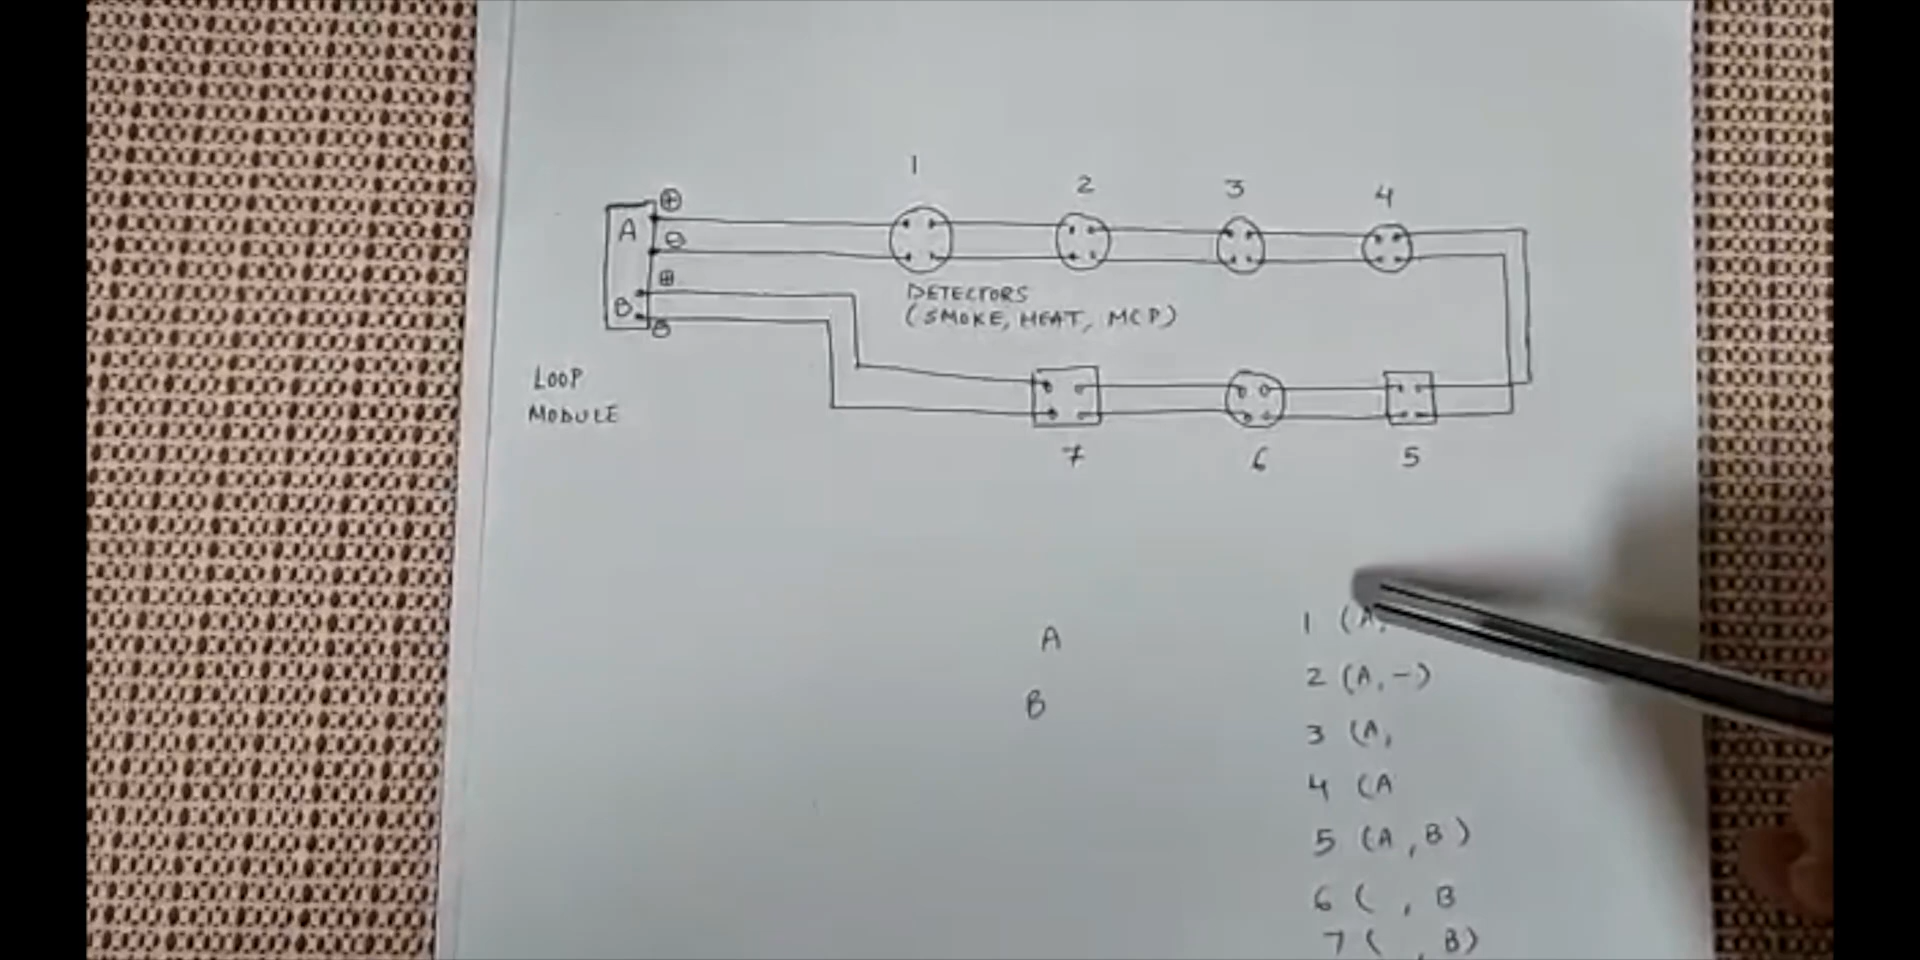 1 2 3 4
⊕
A
⊖
⊕
B
⊖
DETECTORS
(SMOKE, HEAT, MCP)
LOOP
MODULE
7 6 5
A
B
1 (A,
2 (A, -)
3 (A,
4 (A
5 (A, B)
6 ( , B
7 ( , B)